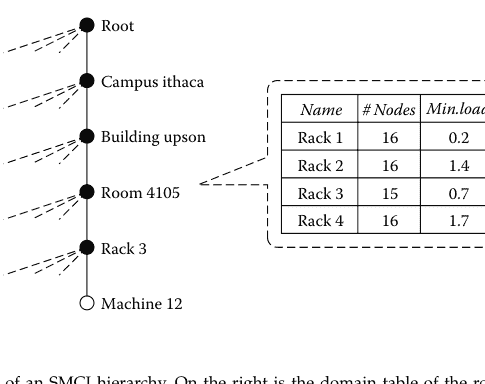 Root
Campus ithaca
Building upson
Room 4105
Rack 3
Machine 12
Name # Nodes Min.load
Rack 1 16 0.2
Rack 2 16 1.4
Rack 3 15 0.7
Rack 4 16 1.7
of an SMCI hierarchy. On the right is the domain table of the